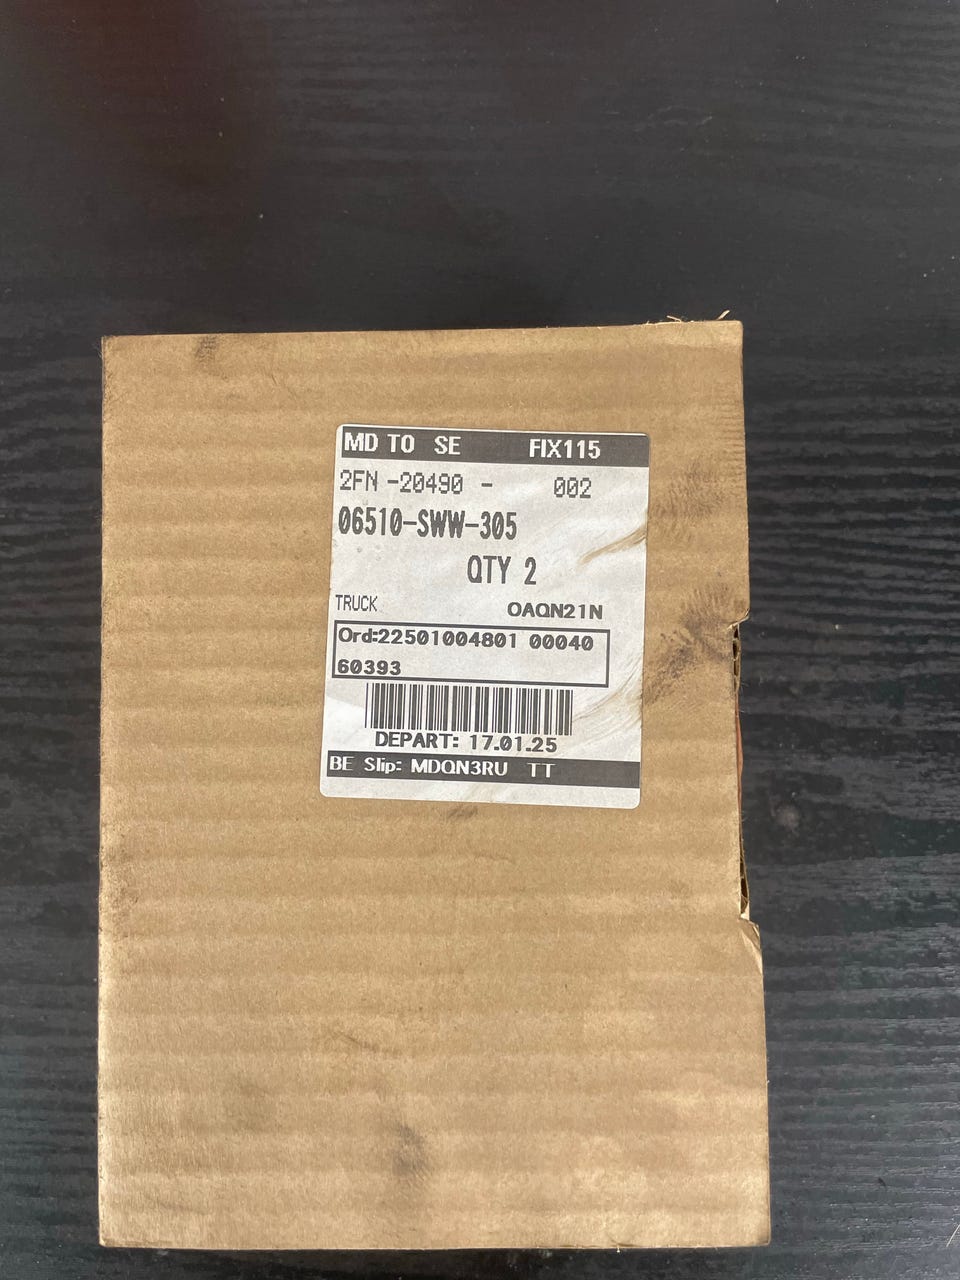 MD TO SE FIX115
2FN -20490 - 002
06510-SWW-305
QTY 2
TRUCK OAQN21N
Ord:22501004801 00040
60393
DEPART: 17.01.25
BE Slip: MDQN3RU TT